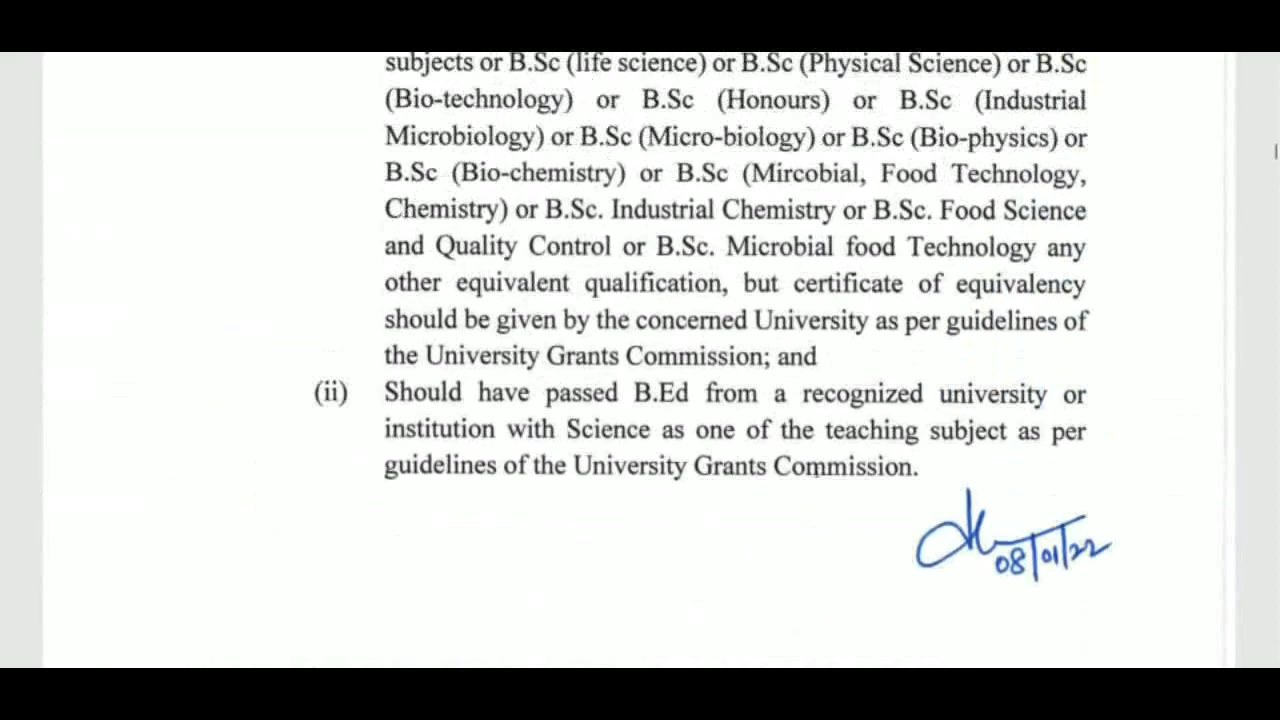 subjects or B.Sc (life science) or B.Sc (Physical Science) or B.Sc
(Bio-technology) or B.Sc (Honours) or B.Sc (Industrial
Microbiology) or B.Sc (Micro-biology) or B.Sc (Bio-physics) or
B.Sc (Bio-chemistry) or B.Sc (Mircobial, Food Technology,
Chemistry) or B.Sc. Industrial Chemistry or B.Sc. Food Science
and Quality Control or B.Sc. Microbial food Technology any
other equivalent qualification, but certificate of equivalency
should be given by the concerned University as per guidelines of
the University Grants Commission; and
(ii) Should have passed B.Ed from a recognized university or
institution with Science as one of the teaching subject as per
guidelines of the University Grants Commission.
08/01/22